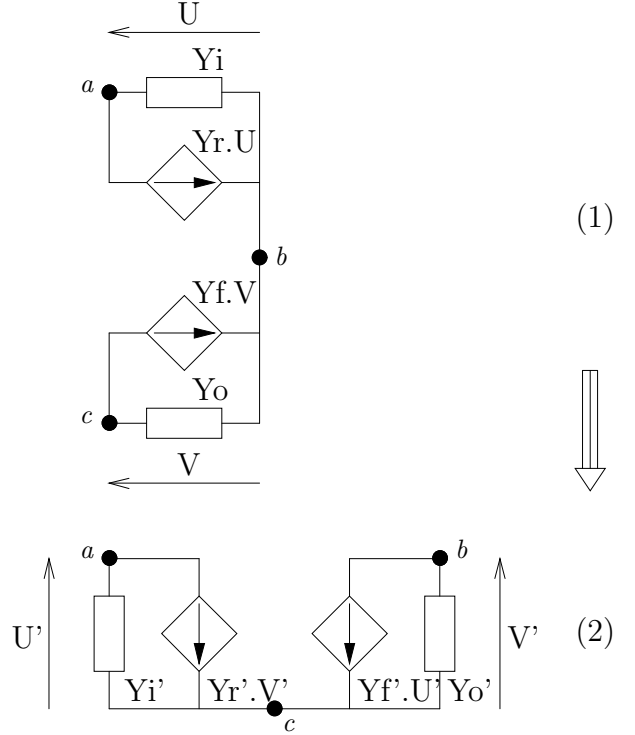 U
Yi
a
Yr.U
(1)
b
Yf.V
Yo
c
V
a
b
U'
V'
(2)
Yi'
Yr'.V'
Yf'.U'
Yo'
c